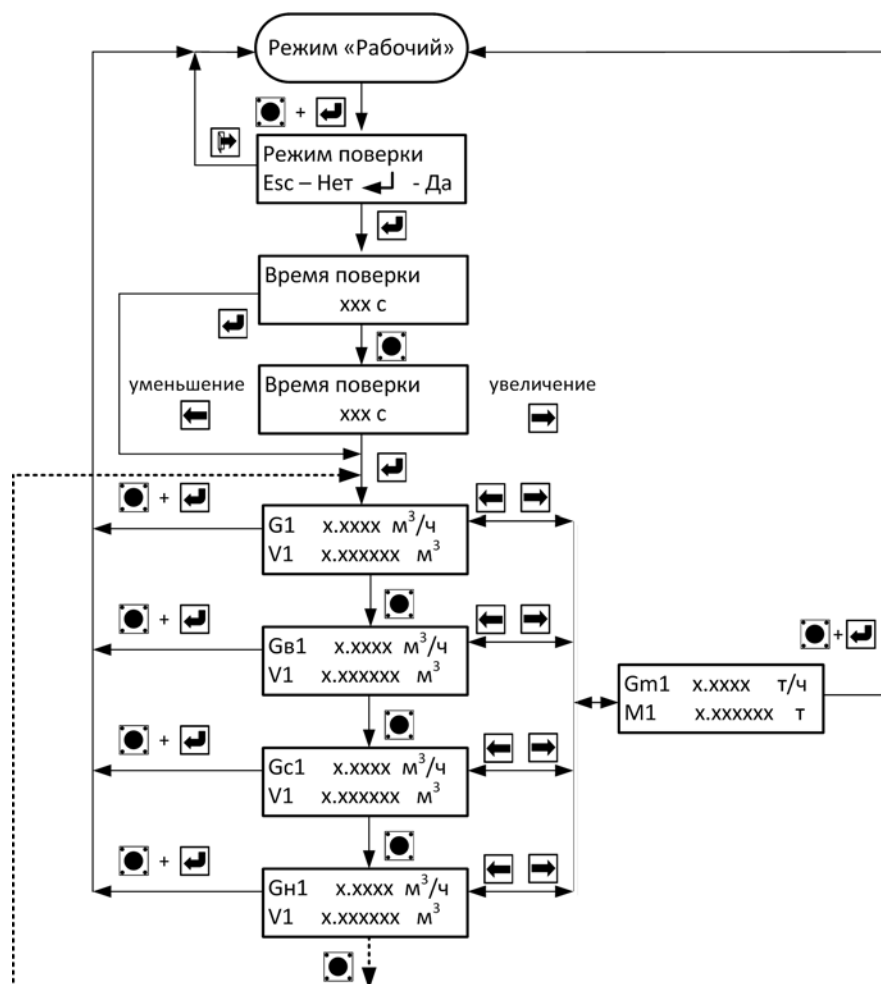 Режим «Рабочий»
+
Режим поверки
Esc – Нет - Да
Время поверки
xxx с
уменьшение
Время поверки
xxx с
увеличение
+
G1 x.xxxx м³/ч
V1 x.xxxxxx м³
+
Gв1 x.xxxx м³/ч
V1 x.xxxxxx м³
+
Gm1 x.xxxx т/ч
M1 x.xxxxxx т
+
Gс1 x.xxxx м³/ч
V1 x.xxxxxx м³
+
Gн1 x.xxxx м³/ч
V1 x.xxxxxx м³